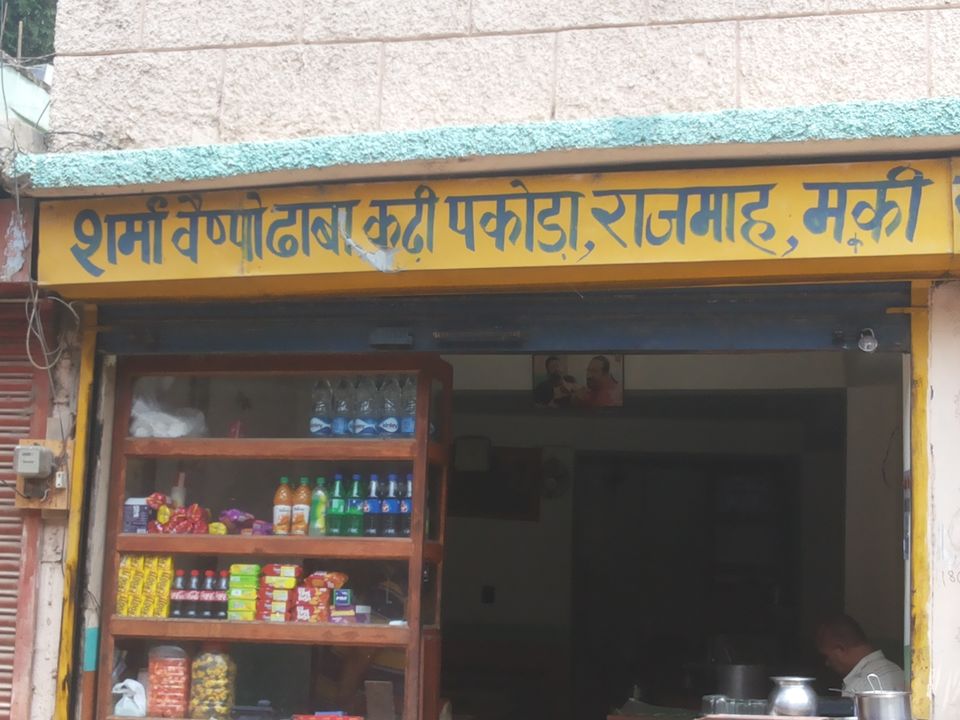 शर्मा वैष्णो ढाबा कढ़ी पकोड़ा, राजमाह, मक्की